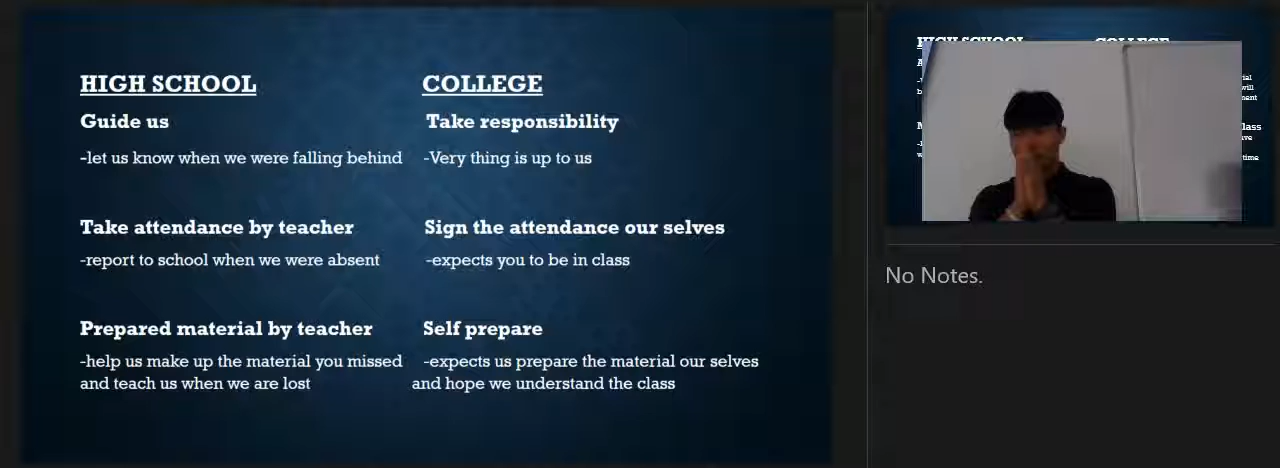 HIGH SCHOOL
COLLEGE
Guide us
Take responsibility
-let us know when we were falling behind
-Very thing is up to us
Take attendance by teacher
Sign the attendance our selves
-report to school when we were absent
-expects you to be in class
Prepared material by teacher
Self prepare
-help us make up the material you missed
and teach us when we are lost
-expects us prepare the material our selves
and hope we understand the class
HIGH SCHOOL
COLLEGE
No Notes.